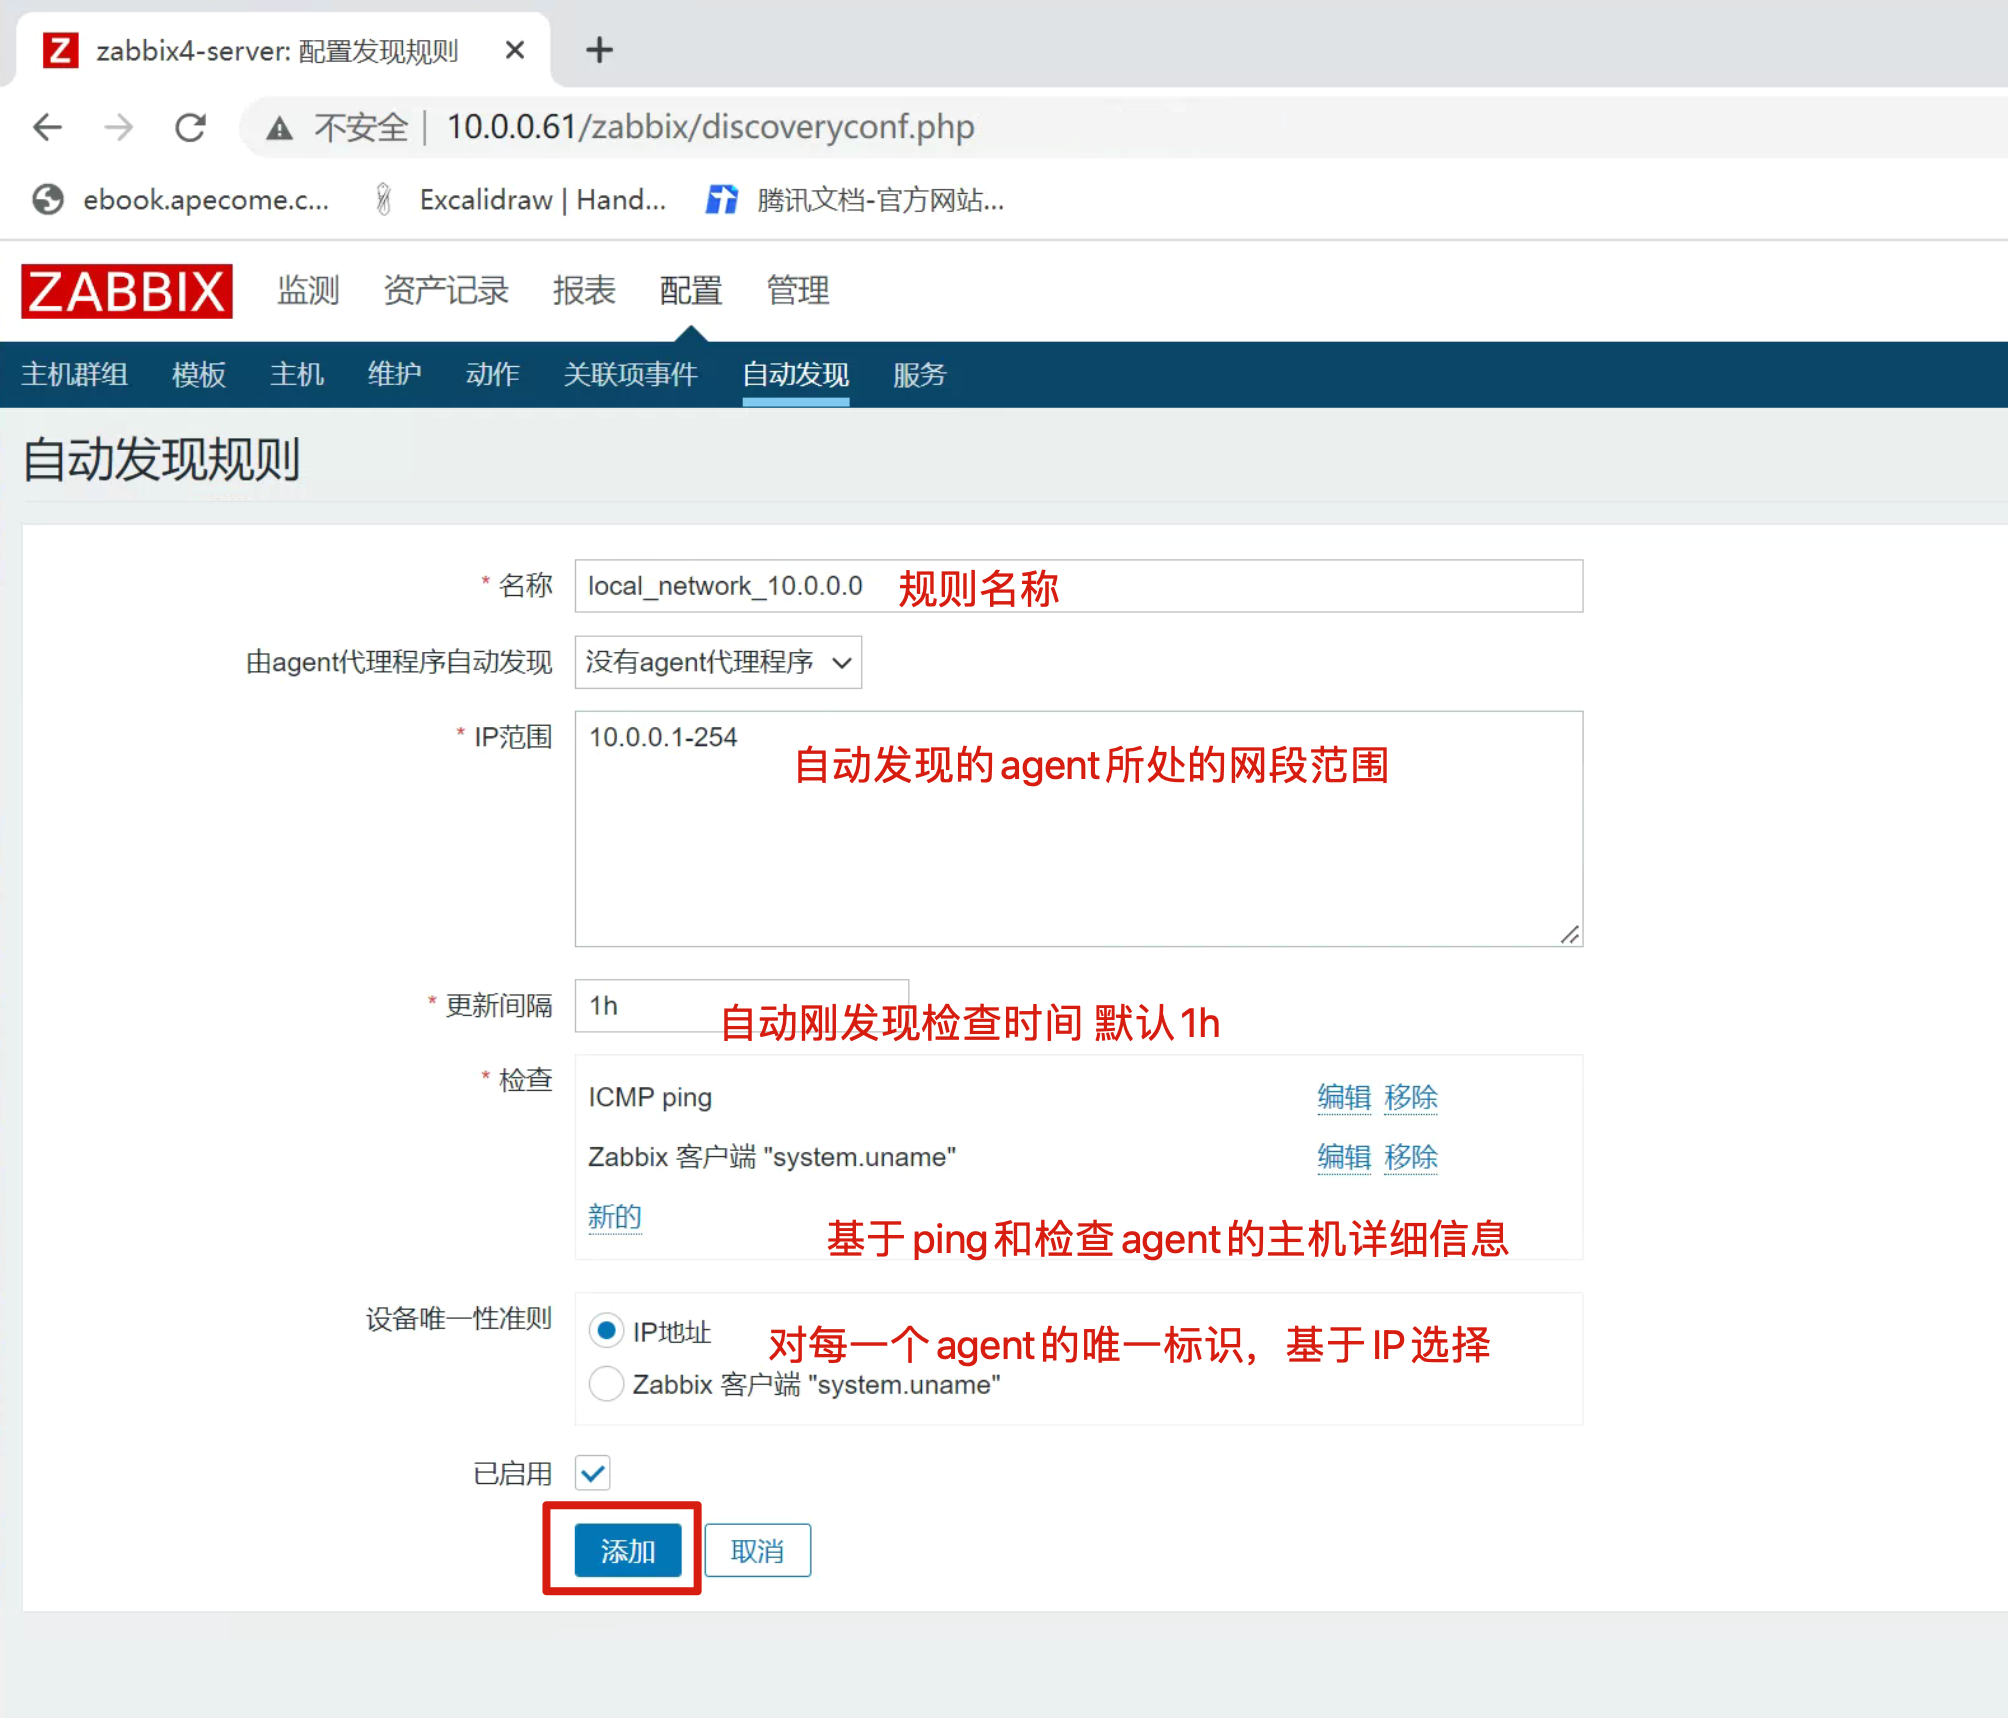 Z zabbix4-server: 配置发现规则
不安全 | 10.0.0.61/zabbix/discoveryconf.php
ebook.apecome.c... Excalidraw | Hand... 腾讯文档-官方网站...
ZABBIX 监测 资产记录 报表 配置 管理
主机群组 模板 主机 维护 动作 关联项事件 自动发现 服务
自动发现规则
* 名称 local_network_10.0.0.0 规则名称
由agent代理程序自动发现 没有agent代理程序
* IP范围 10.0.0.1-254
自动发现的agent所处的网段范围
* 更新间隔 1h
自动刚发现检查时间 默认1h
* 检查
ICMP ping 编辑 移除
Zabbix 客户端 "system.uname" 编辑 移除
新的
基于ping和检查agent的主机详细信息
设备唯一性准则
IP地址 对每一个agent的唯一标识，基于IP选择
Zabbix 客户端 "system.uname"
已启用
添加 取消